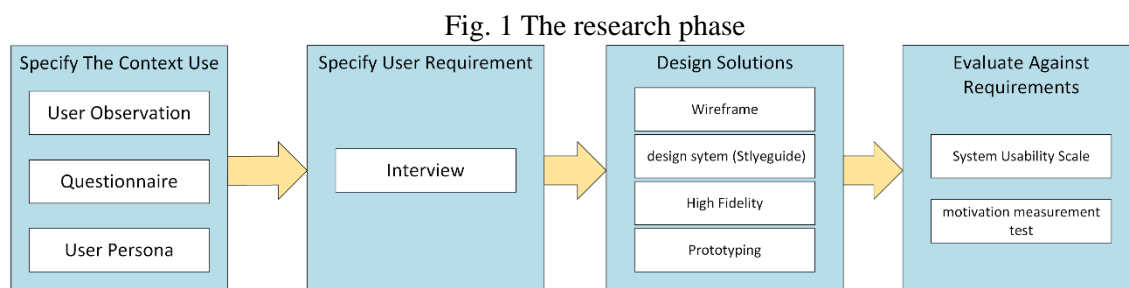 Fig. 1 The research phase
Specify The Context Use
User Observation
Questionnaire
User Persona
Specify User Requirement
Interview
Design Solutions
Wireframe
design sytem (Stlyeguide)
High Fidelity
Prototyping
Evaluate Against
Requirements
System Usability Scale
motivation measurement
test